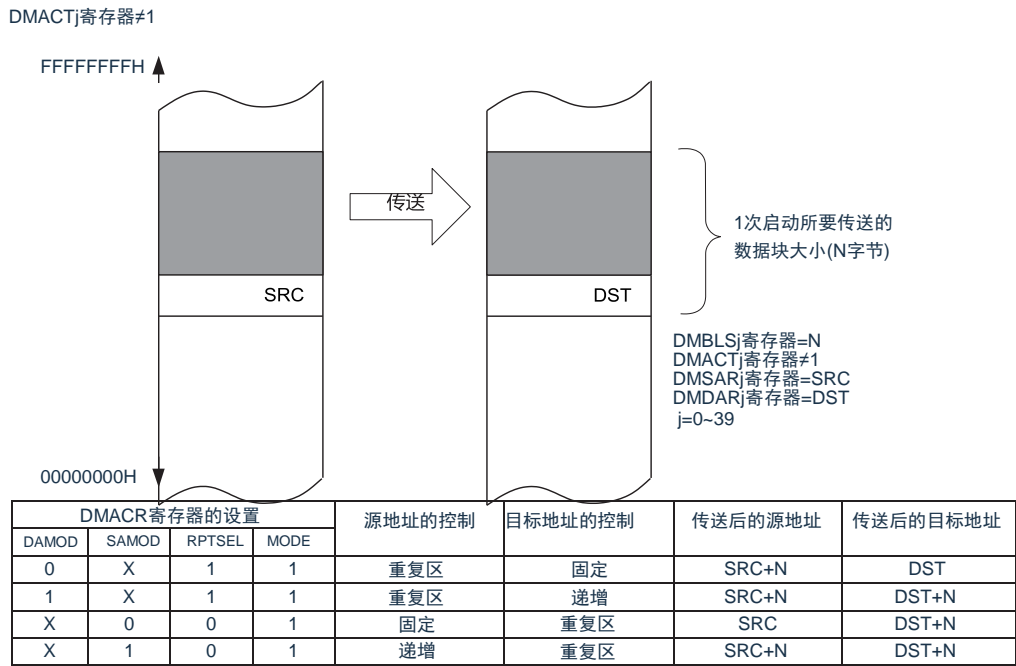 DMACTj寄存器≠1
FFFFFFFFH
传送
1次启动所要传送的
数据块大小(N字节)
SRC
DST
DMBLSj寄存器=N
DMACTj寄存器≠1
DMSARj寄存器=SRC
DMDARj寄存器=DST
j=0~39
00000000H
DMACR寄存器的设置 源地址的控制 目标地址的控制 传送后的源地址 传送后的目标地址
DAMOD SAMOD RPTSEL MODE
0 X 1 1 重复区 固定 SRC+N DST
1 X 1 1 重复区 递增 SRC+N DST+N
X 0 0 1 固定 重复区 SRC DST+N
X 1 0 1 递增 重复区 SRC+N DST+N